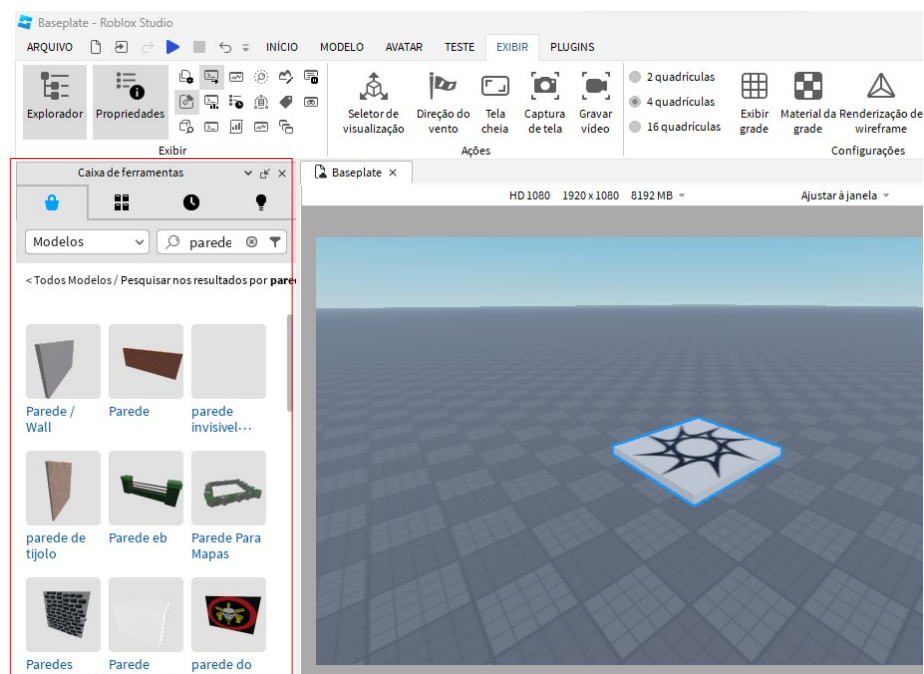 Baseplate - Roblox Studio
ARQUIVO INÍCIO MODELO AVATAR TESTE EXIBIR PLUGINS
Explorador
Propriedades
Exibir
Seletor de
visualização
Direção do
vento
Tela
cheia
Captura
de tela
Gravar
vídeo
Ações
2 quadrículas
4 quadrículas
16 quadrículas
Exibir
grade
Material da
grade
Renderização de
wireframe
Configurações
Caixa de ferramentas
Modelos
parede
< Todos Modelos / Pesquisar nos resultados por pare
Parede /
Wall
Parede
parede
invisivel...
parede de
tijolo
Parede eb
Parede Para
Mapas
Paredes
Parede
parede do
Baseplate
HD 1080 1920 x 1080 8192 MB
Ajustar à janela